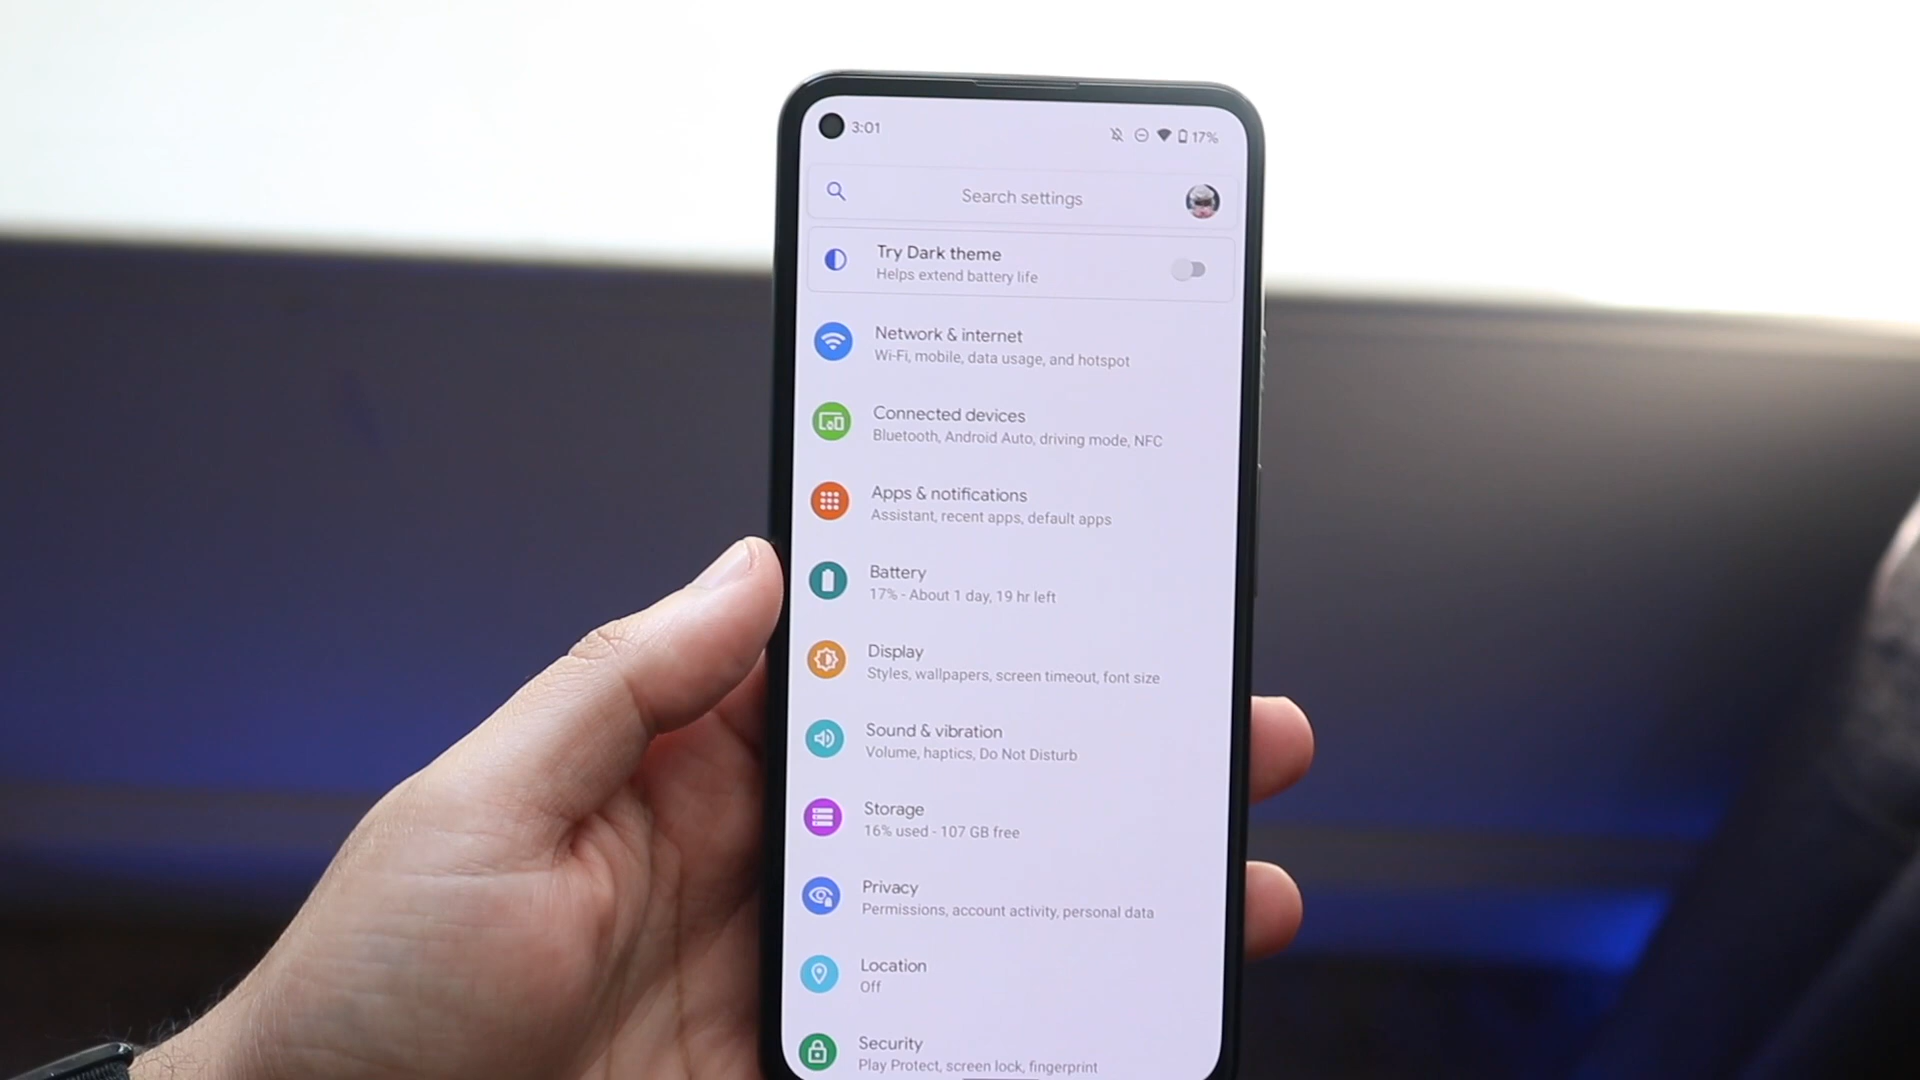 3:01
17%
Search settings
Try Dark theme
Helps extend battery life
Network & internet
Wi-Fi, mobile, data usage, and hotspot
Connected devices
Bluetooth, Android Auto, driving mode, NFC
Apps & notifications
Assistant, recent apps, default apps
Battery
17% - About 1 day, 19 hr left
Display
Styles, wallpapers, screen timeout, font size
Sound & vibration
Volume, haptics, Do Not Disturb
Storage
16% used - 107 GB free
Privacy
Permissions, account activity, personal data
Location
Off
Security
Play Protect, screen lock, fingerprint